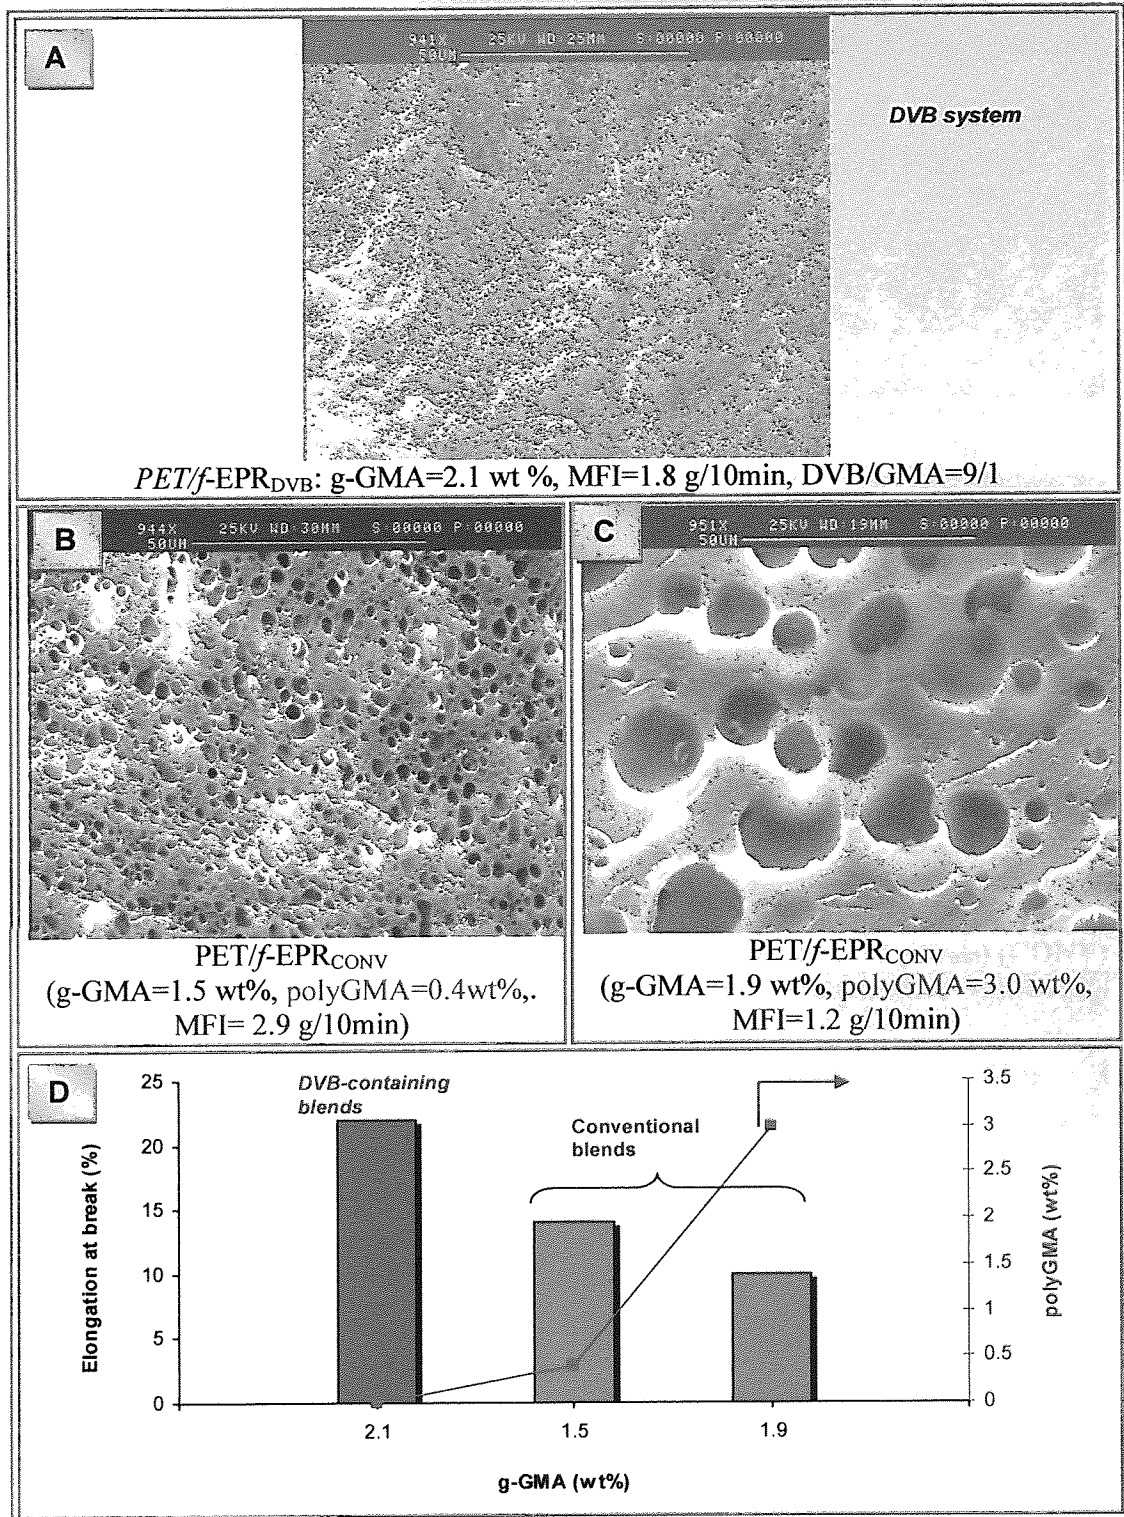 A
941X 25KV WD:25MM S:00000 P:00000
50UM
DVB system
PET/f-EPRDVB: g-GMA=2.1 wt %, MFI=1.8 g/10min, DVB/GMA=9/1
B
944X 25KV WD:30MM S:00000 P:00000
50UM
PET/f-EPRCONV
(g-GMA=1.5 wt%, polyGMA=0.4wt%,.
MFI= 2.9 g/10min)
C
951X 25KV WD:19MM S:00000 P:00000
50UM
PET/f-EPRCONV
(g-GMA=1.9 wt%, polyGMA=3.0 wt%,
MFI=1.2 g/10min)
D
DVB-containing
blends
Conventional
blends
Elongation at break (%)
25
20
15
10
5
0
2.1
1.5
1.9
g-GMA (wt%)
3.5
3
2.5
2
1.5
1
0.5
0
polyGMA (wt%)